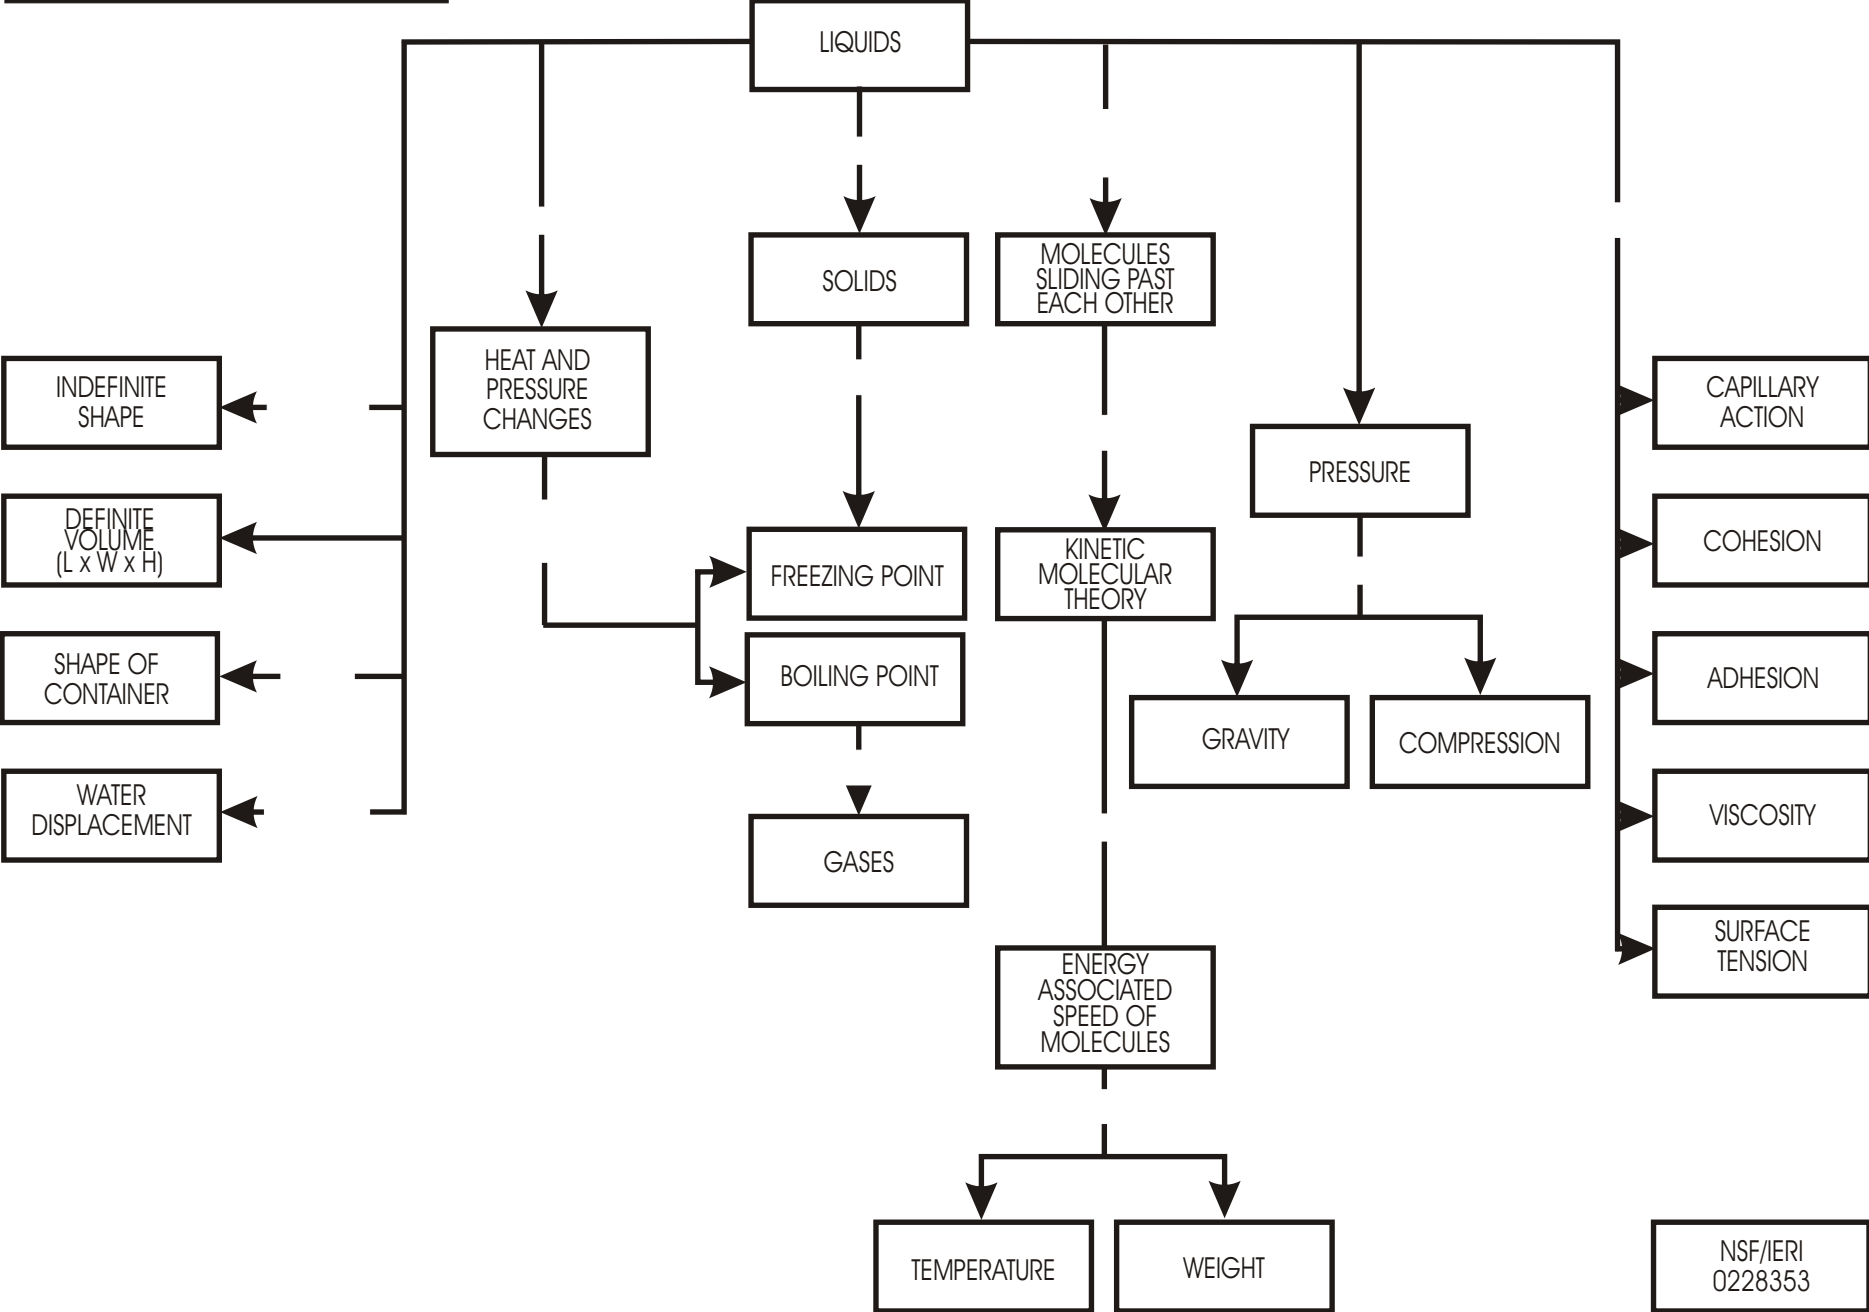 LIQUIDS
SOLIDS
MOLECULES
SLIDING PAST
EACH OTHER
HEAT AND
PRESSURE
CHANGES
INDEFINITE
SHAPE
CAPILLARY
ACTION
PRESSURE
DEFINITE
VOLUME
(L x W x H)
FREEZING POINT
KINETIC
MOLECULAR
THEORY
COHESION
SHAPE OF
CONTAINER
BOILING POINT
ADHESION
GRAVITY
COMPRESSION
WATER
DISPLACEMENT
GASES
VISCOSITY
SURFACE
TENSION
ENERGY
ASSOCIATED
SPEED OF
MOLECULES
TEMPERATURE
WEIGHT
NSF/IERI
0228353